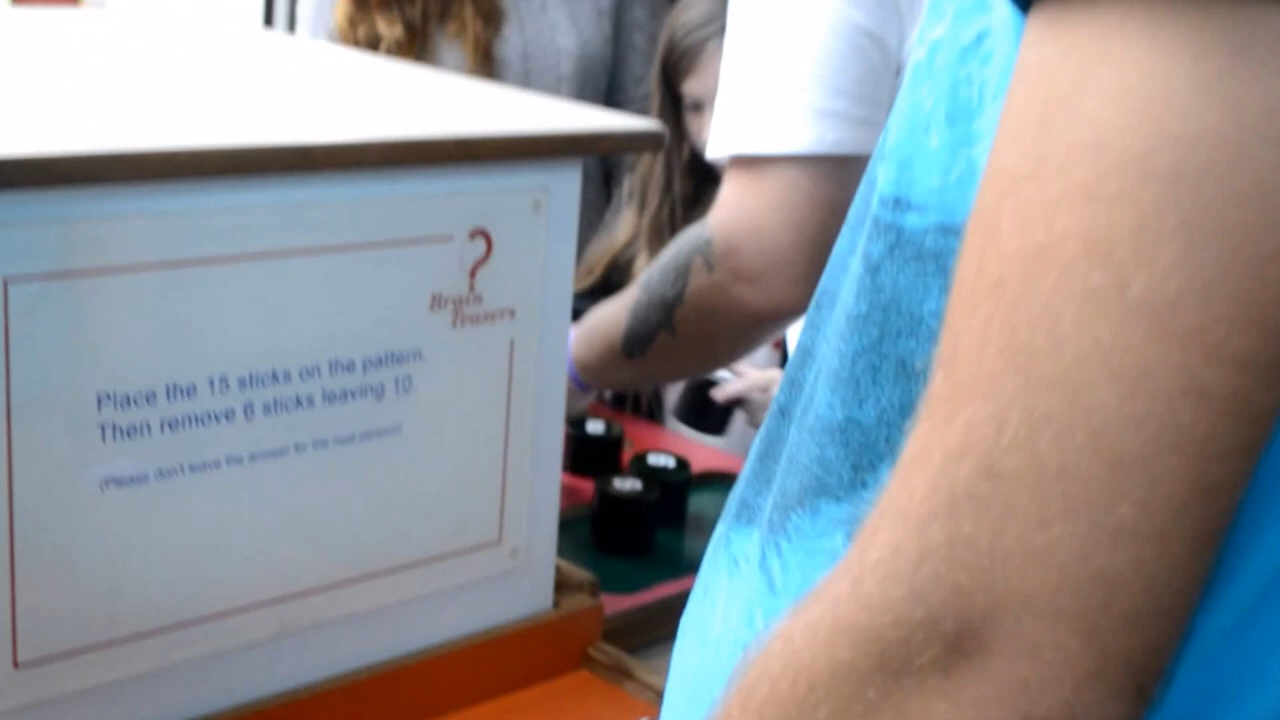 ?
Brain
Teasers
Place the 15 sticks on the pattern.
Then remove 6 sticks leaving 10.
(Please don't leave the answer for the next person!)